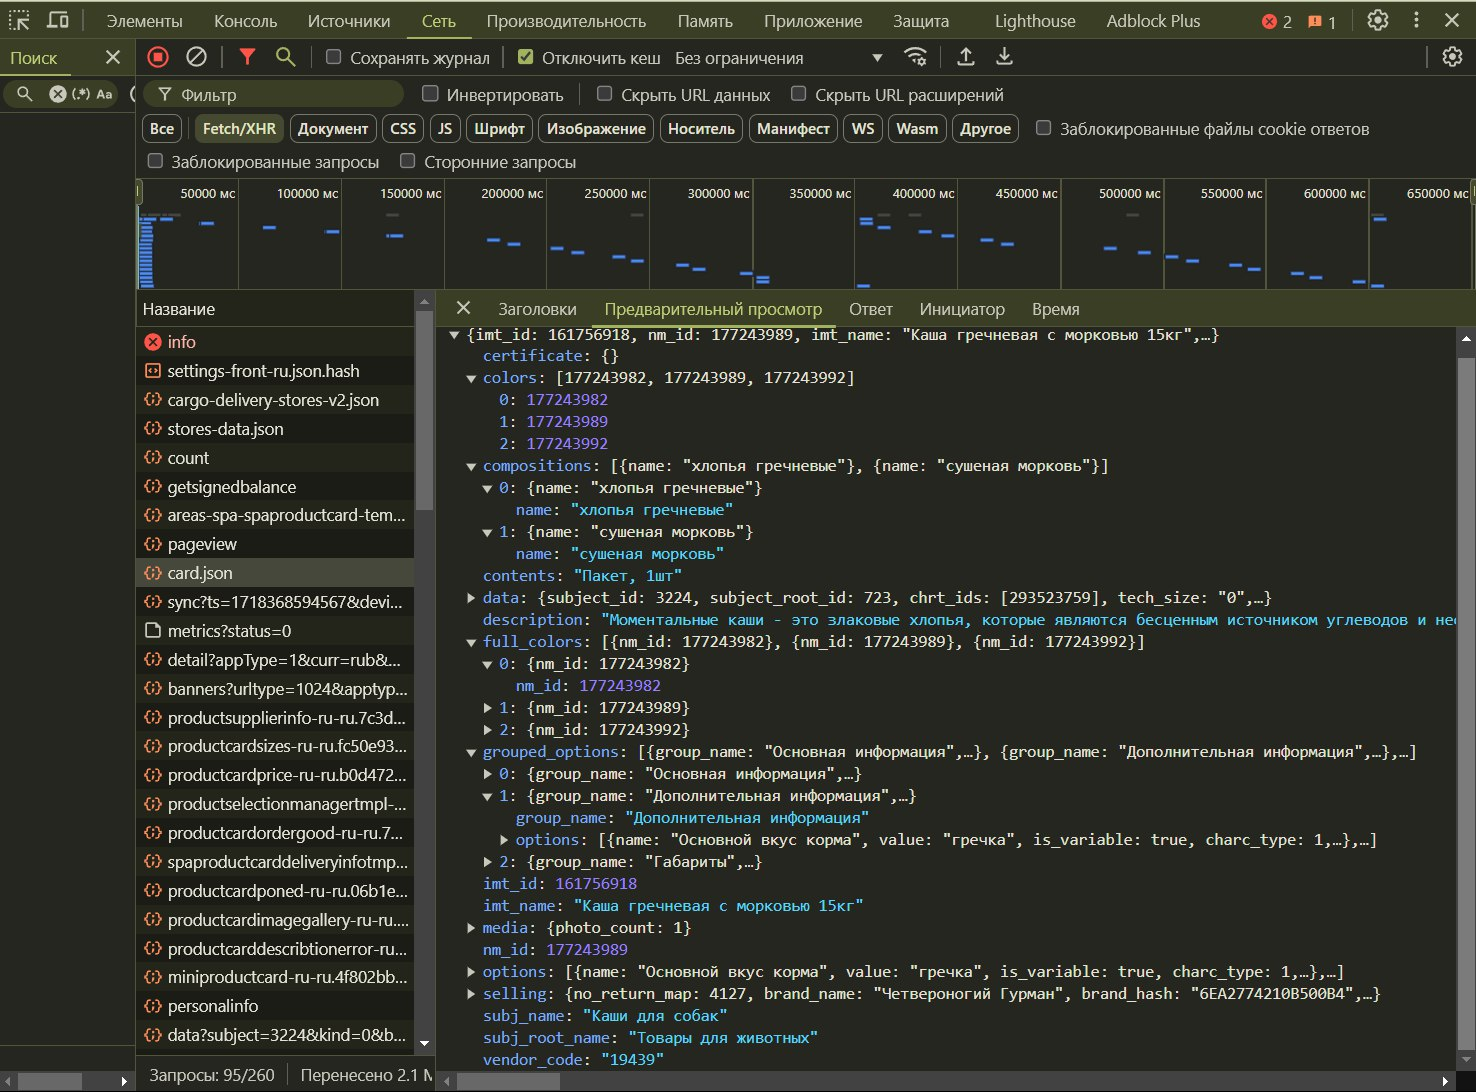 Элементы Консоль Источники Сеть Производительность Память Приложение Защита Lighthouse Adblock Plus 2 1
Поиск Сохранять журнал Отключить кеш Без ограничения
(.*) Aa Фильтр Инвертировать Скрыть URL данных Скрыть URL расширений
Все Fetch/XHR Документ CSS JS Шрифт Изображение Носитель Манифест WS Wasm Другое Заблокированные файлы cookie ответов
Заблокированные запросы Сторонние запросы
50000 мс 100000 мс 150000 мс 200000 мс 250000 мс 300000 мс 350000 мс 400000 мс 450000 мс 500000 мс 550000 мс 600000 мс 650000 мс
Название
info
settings-front-ru.json.hash
cargo-delivery-stores-v2.json
stores-data.json
count
getsignedbalance
areas-spa-spaproductcard-tem...
pageview
card.json
sync?ts=1718368594567&devi...
metrics?status=0
detail?appType=1&curr=rub&...
banners?urltype=1024&apptyp...
productsupplierinfo-ru-ru.7c3d...
productcardsizes-ru-ru.fc50e93...
productcardprice-ru-ru.b0d472...
productselectionmanagertmpl-...
productcardordergood-ru-ru.7...
spaproductcarddeliveryinfotmp...
productcardponed-ru-ru.06b1e...
productcardimagegallery-ru-ru....
productcarddescribtionerror-ru...
miniproductcard-ru-ru.4f802bb...
personalinfo
data?subject=3224&kind=0&b...
Запросы: 95/260 Перенесено 2.1 М
Заголовки Предварительный просмотр Ответ Инициатор Время
{imt_id: 161756918, nm_id: 177243989, imt_name: "Каша гречневая с морковью 15кг",…}
certificate: {}
colors: [177243982, 177243989, 177243992]
0: 177243982
1: 177243989
2: 177243992
compositions: [{name: "хлопья гречневые"}, {name: "сушеная морковь"}]
0: {name: "хлопья гречневые"}
name: "хлопья гречневые"
1: {name: "сушеная морковь"}
name: "сушеная морковь"
contents: "Пакет, 1шт"
data: {subject_id: 3224, subject_root_id: 723, chrt_ids: [293523759], tech_size: "0",…}
description: "Моментальные каши - это злаковые хлопья, которые являются бесценным источником углеводов и нес
full_colors: [{nm_id: 177243982}, {nm_id: 177243989}, {nm_id: 177243992}]
0: {nm_id: 177243982}
nm_id: 177243982
1: {nm_id: 177243989}
2: {nm_id: 177243992}
grouped_options: [{group_name: "Основная информация",…}, {group_name: "Дополнительная информация",…},…]
0: {group_name: "Основная информация",…}
1: {group_name: "Дополнительная информация",…}
group_name: "Дополнительная информация"
options: [{name: "Основной вкус корма", value: "гречка", is_variable: true, charc_type: 1,…},…]
2: {group_name: "Габариты",…}
imt_id: 161756918
imt_name: "Каша гречневая с морковью 15кг"
media: {photo_count: 1}
nm_id: 177243989
options: [{name: "Основной вкус корма", value: "гречка", is_variable: true, charc_type: 1,…},…]
selling: {no_return_map: 4127, brand_name: "Четвероногий Гурман", brand_hash: "6EA2774210B500B4",…}
subj_name: "Каши для собак"
subj_root_name: "Товары для животных"
vendor_code: "19439"